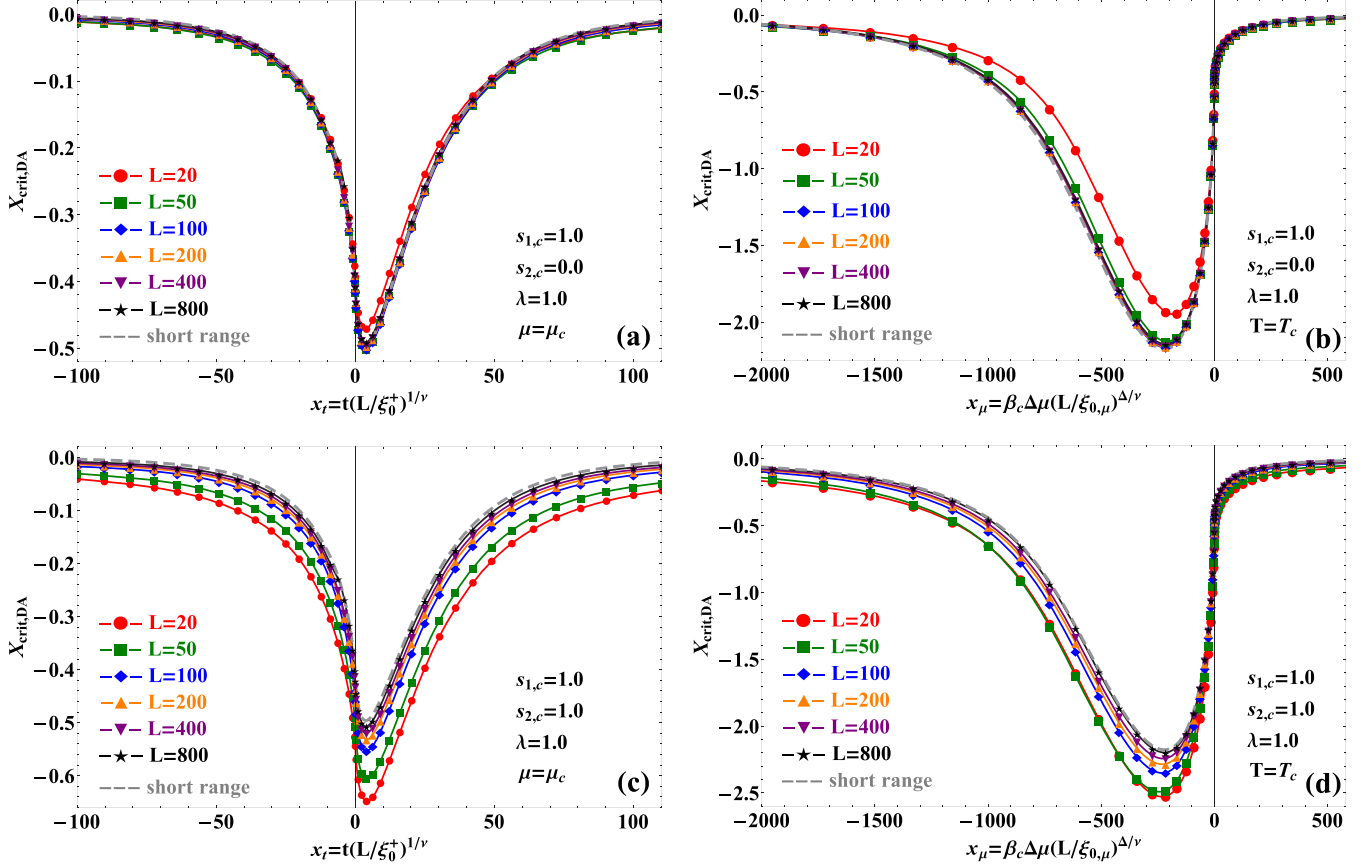 0.0
−0.1
−0.2
−0.3
−0.4
−0.5
X_crit,DA
L=20
L=50
L=100
L=200
L=400
L=800
short range
s_1,c=1.0
s_2,c=0.0
λ=1.0
μ=μ_c
(a)
−100 −50 0 50 100
x_t=t(L/ξ_0^+)^1/ν
0.0
−0.5
−1.0
−1.5
−2.0
X_crit,DA
L=20
L=50
L=100
L=200
L=400
L=800
short range
s_1,c=1.0
s_2,c=0.0
λ=1.0
T=T_c
(b)
−2000 −1500 −1000 −500 0 500
x_μ=β_cΔμ(L/ξ_0,μ)^Δ/ν
0.0
−0.1
−0.2
−0.3
−0.4
−0.5
−0.6
X_crit,DA
L=20
L=50
L=100
L=200
L=400
L=800
short range
s_1,c=1.0
s_2,c=1.0
λ=1.0
μ=μ_c
(c)
−100 −50 0 50 100
x_t=t(L/ξ_0^+)^1/ν
0.0
−0.5
−1.0
−1.5
−2.0
−2.5
X_crit,DA
L=20
L=50
L=100
L=200
L=400
L=800
short range
s_1,c=1.0
s_2,c=1.0
λ=1.0
T=T_c
(d)
−2000 −1500 −1000 −500 0 500
x_μ=β_cΔμ(L/ξ_0,μ)^Δ/ν